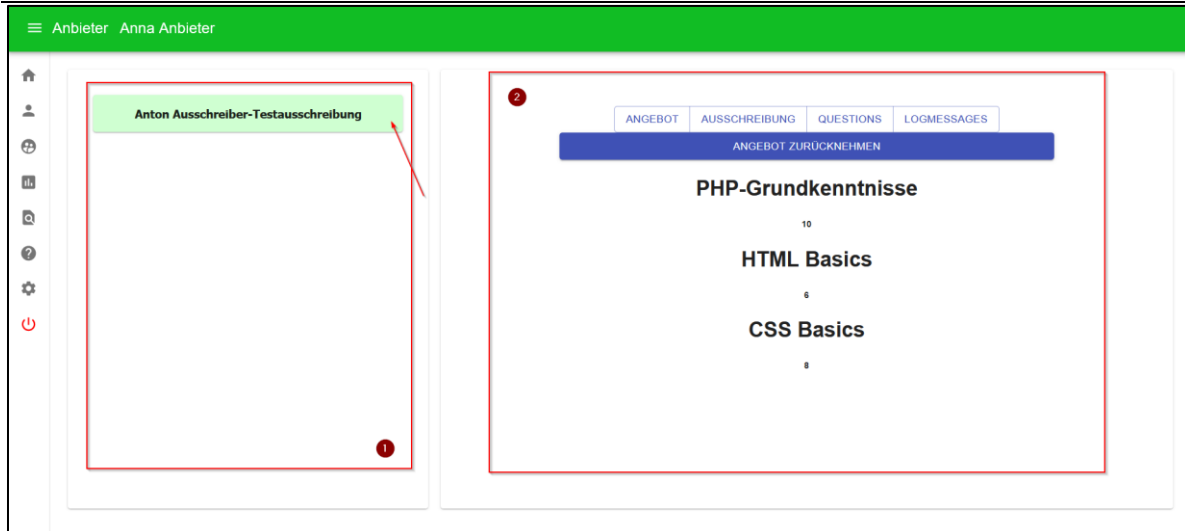 Anbieter Anna Anbieter
Anton Ausschreiber-Testausschreibung
1
2
ANGEBOT AUSSCHREIBUNG QUESTIONS LOGMESSAGES
ANGEBOT ZURÜCKNEHMEN
PHP-Grundkenntnisse
10
HTML Basics
6
CSS Basics
8